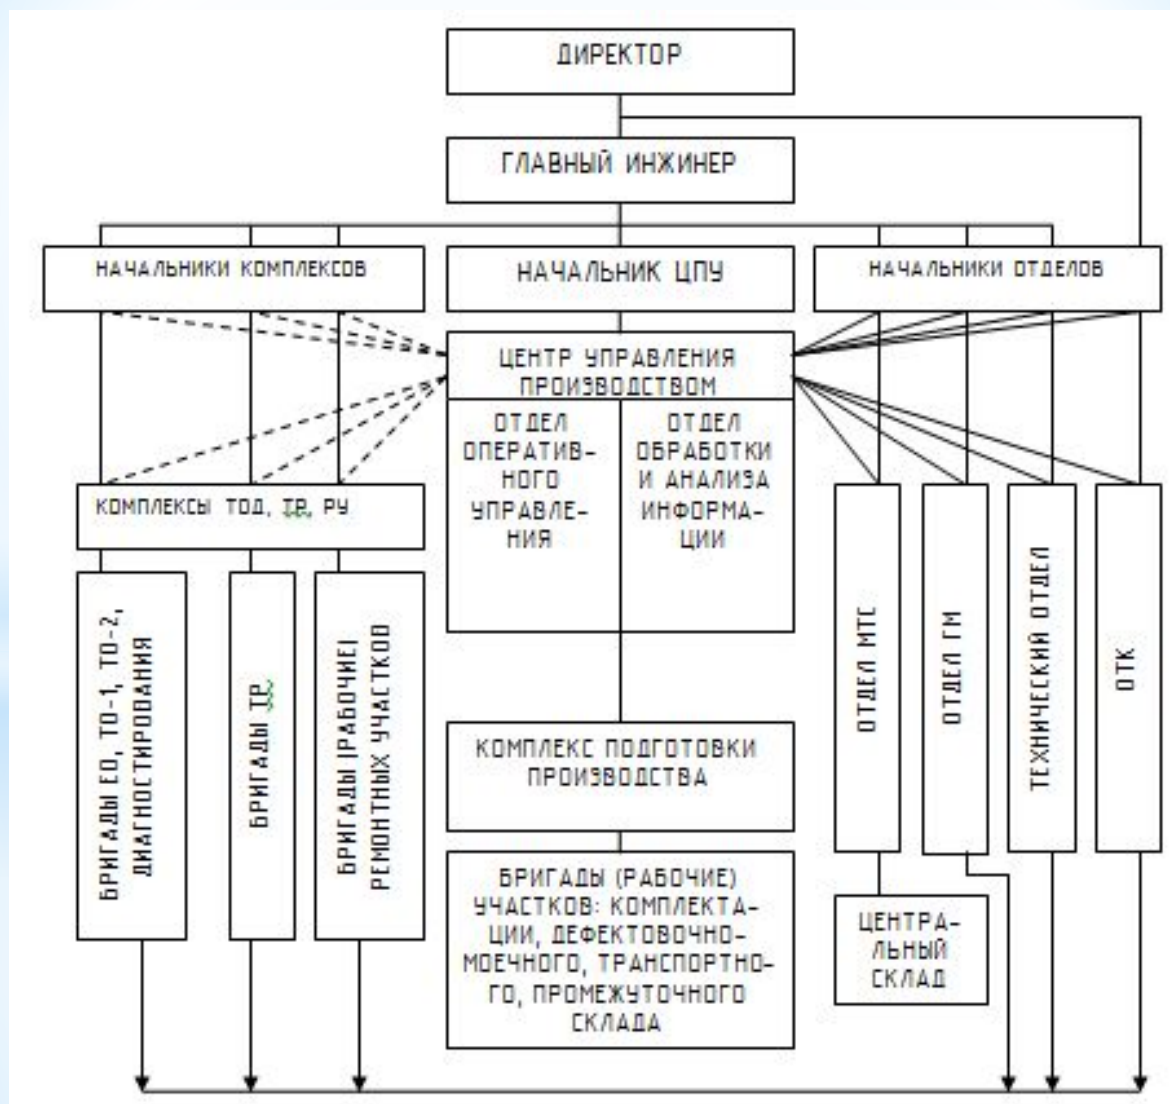 ДИРЕКТОР
ГЛАВНЫЙ ИНЖИНЕР
НАЧАЛЬНИКИ КОМПЛЕКСОВ
НАЧАЛЬНИК ЦПУ
НАЧАЛЬНИКИ ОТДЕЛОВ
ЦЕНТР УПРАВЛЕНИЯ
ПРОИЗВОДСТВОМ
ОТДЕЛ
ОПЕРАТИВ-
НОГО
УПРАВЛЕ-
НИЯ
ОТДЕЛ
ОБРАБОТКИ
И АНАЛИЗА
ИНФОРМА-
ЦИИ
КОМПЛЕКСЫ ТОД, ТР, РУ
БРИГАДЫ ЕО, ТО-1, ТО-2,
ДИАГНОСТИРОВАНИЯ
БРИГАДЫ ТР
БРИГАДЫ (РАБОЧИЕ)
РЕМОНТНЫХ УЧАСТКОВ
КОМПЛЕКС ПОДГОТОВКИ
ПРОИЗВОДСТВА
БРИГАДЫ (РАБОЧИЕ)
УЧАСТКОВ: КОМПЛЕКТА-
ЦИИ, ДЕФЕКТОВОЧНО-
МОЕЧНОГО, ТРАНСПОРТНО-
ГО, ПРОМЕЖУТОЧНОГО
СКЛАДА
ОТДЕЛ МТС
ОТДЕЛ ГМ
ТЕХНИЧЕСКИЙ ОТДЕЛ
ОТК
ЦЕНТРА-
ЛЬНЫЙ
СКЛАД